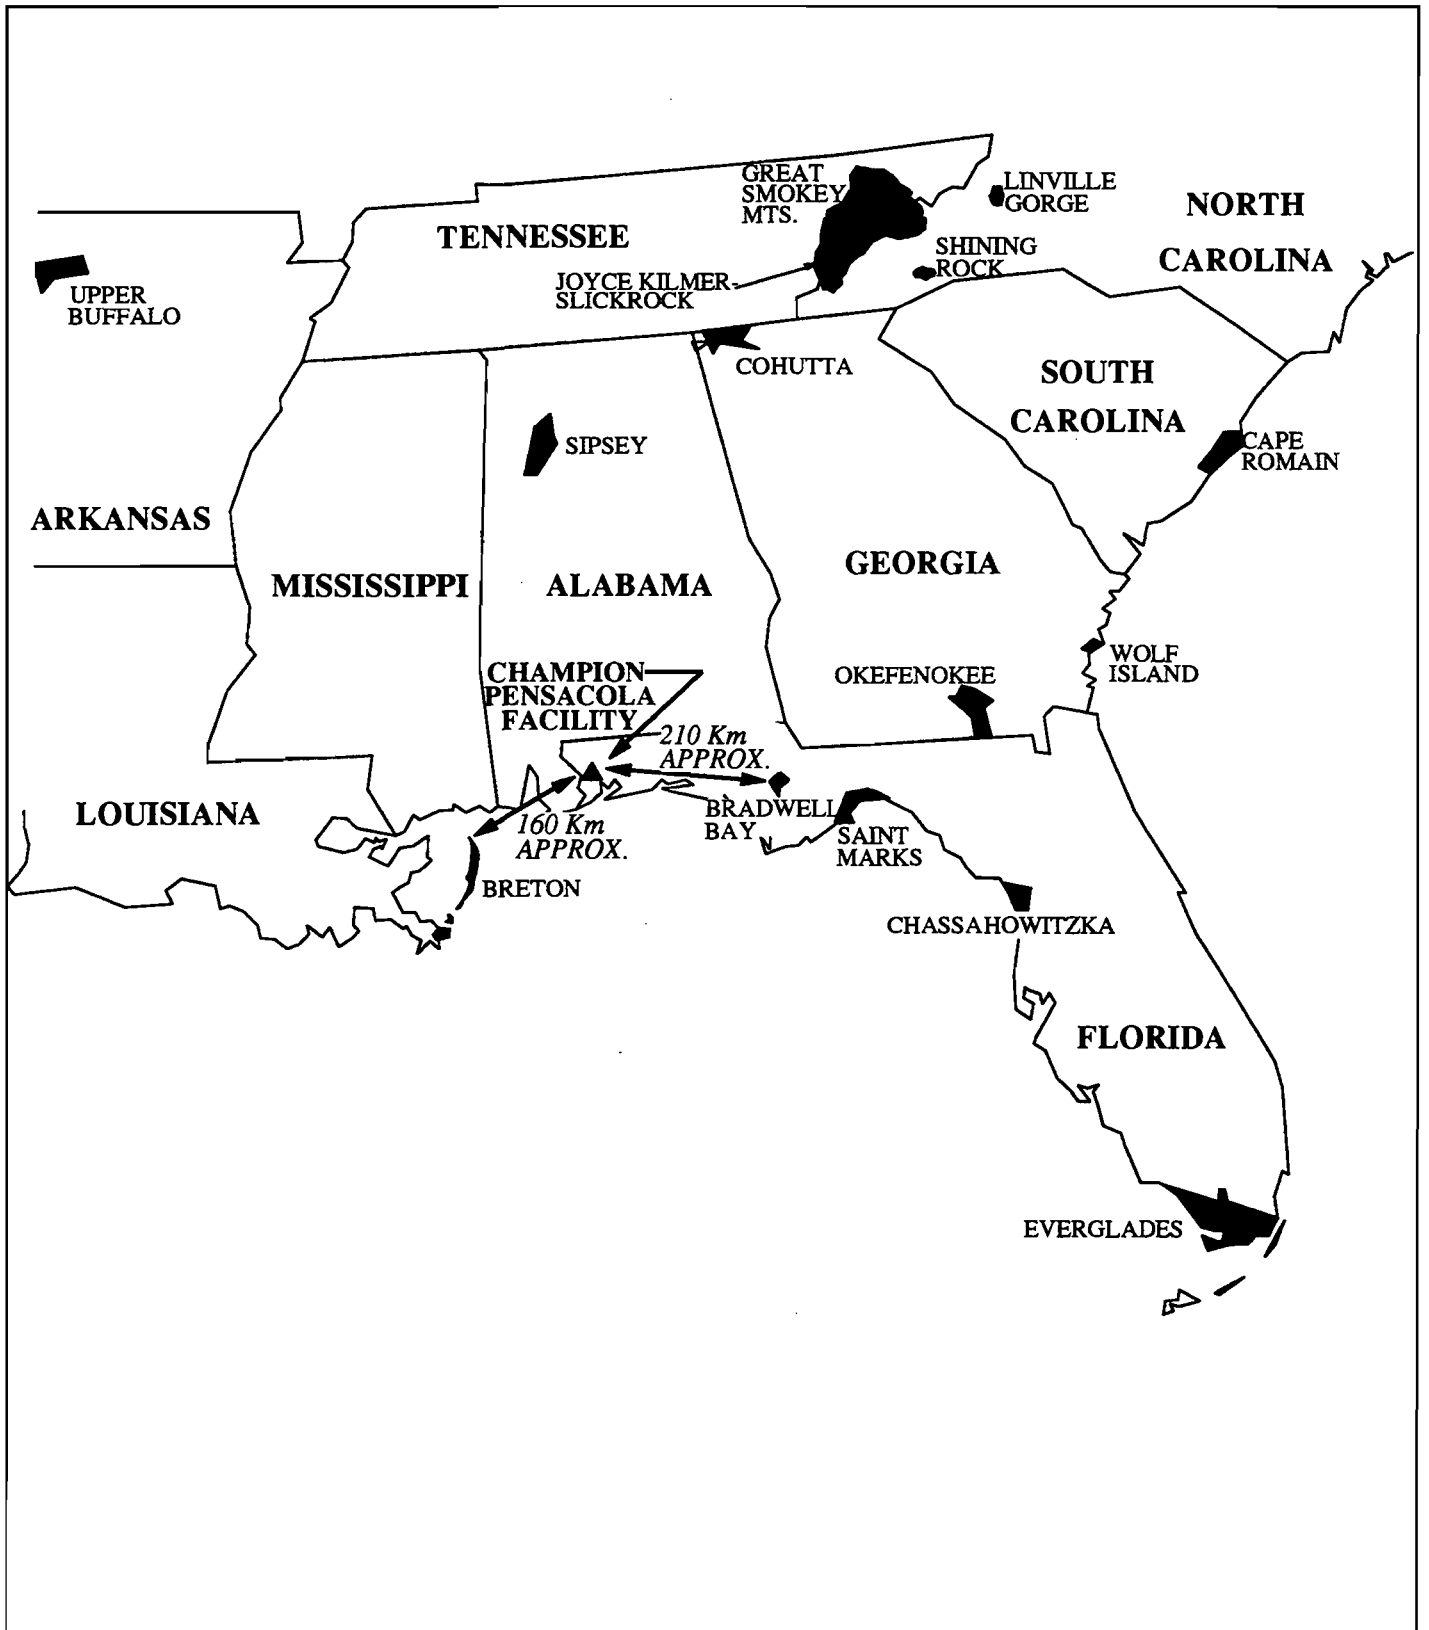 GREAT
SMOKEY
MTS.
LINVILLE
GORGE
NORTH
CAROLINA
TENNESSEE
SHINING
ROCK
JOYCE KILMER-
SLICKROCK
UPPER
BUFFALO
COHUTTA
SOUTH
CAROLINA
SIPSEY
CAPE
ROMAIN
ARKANSAS
MISSISSIPPI
ALABAMA
GEORGIA
WOLF
ISLAND
OKEFENOKEE
CHAMPION
PENSACOLA
FACILITY
210 Km
APPROX.
LOUISIANA
160 Km
APPROX.
BRADWELL
BAY
SAINT
MARKS
BRETON
CHASSAHOWITZKA
FLORIDA
EVERGLADES